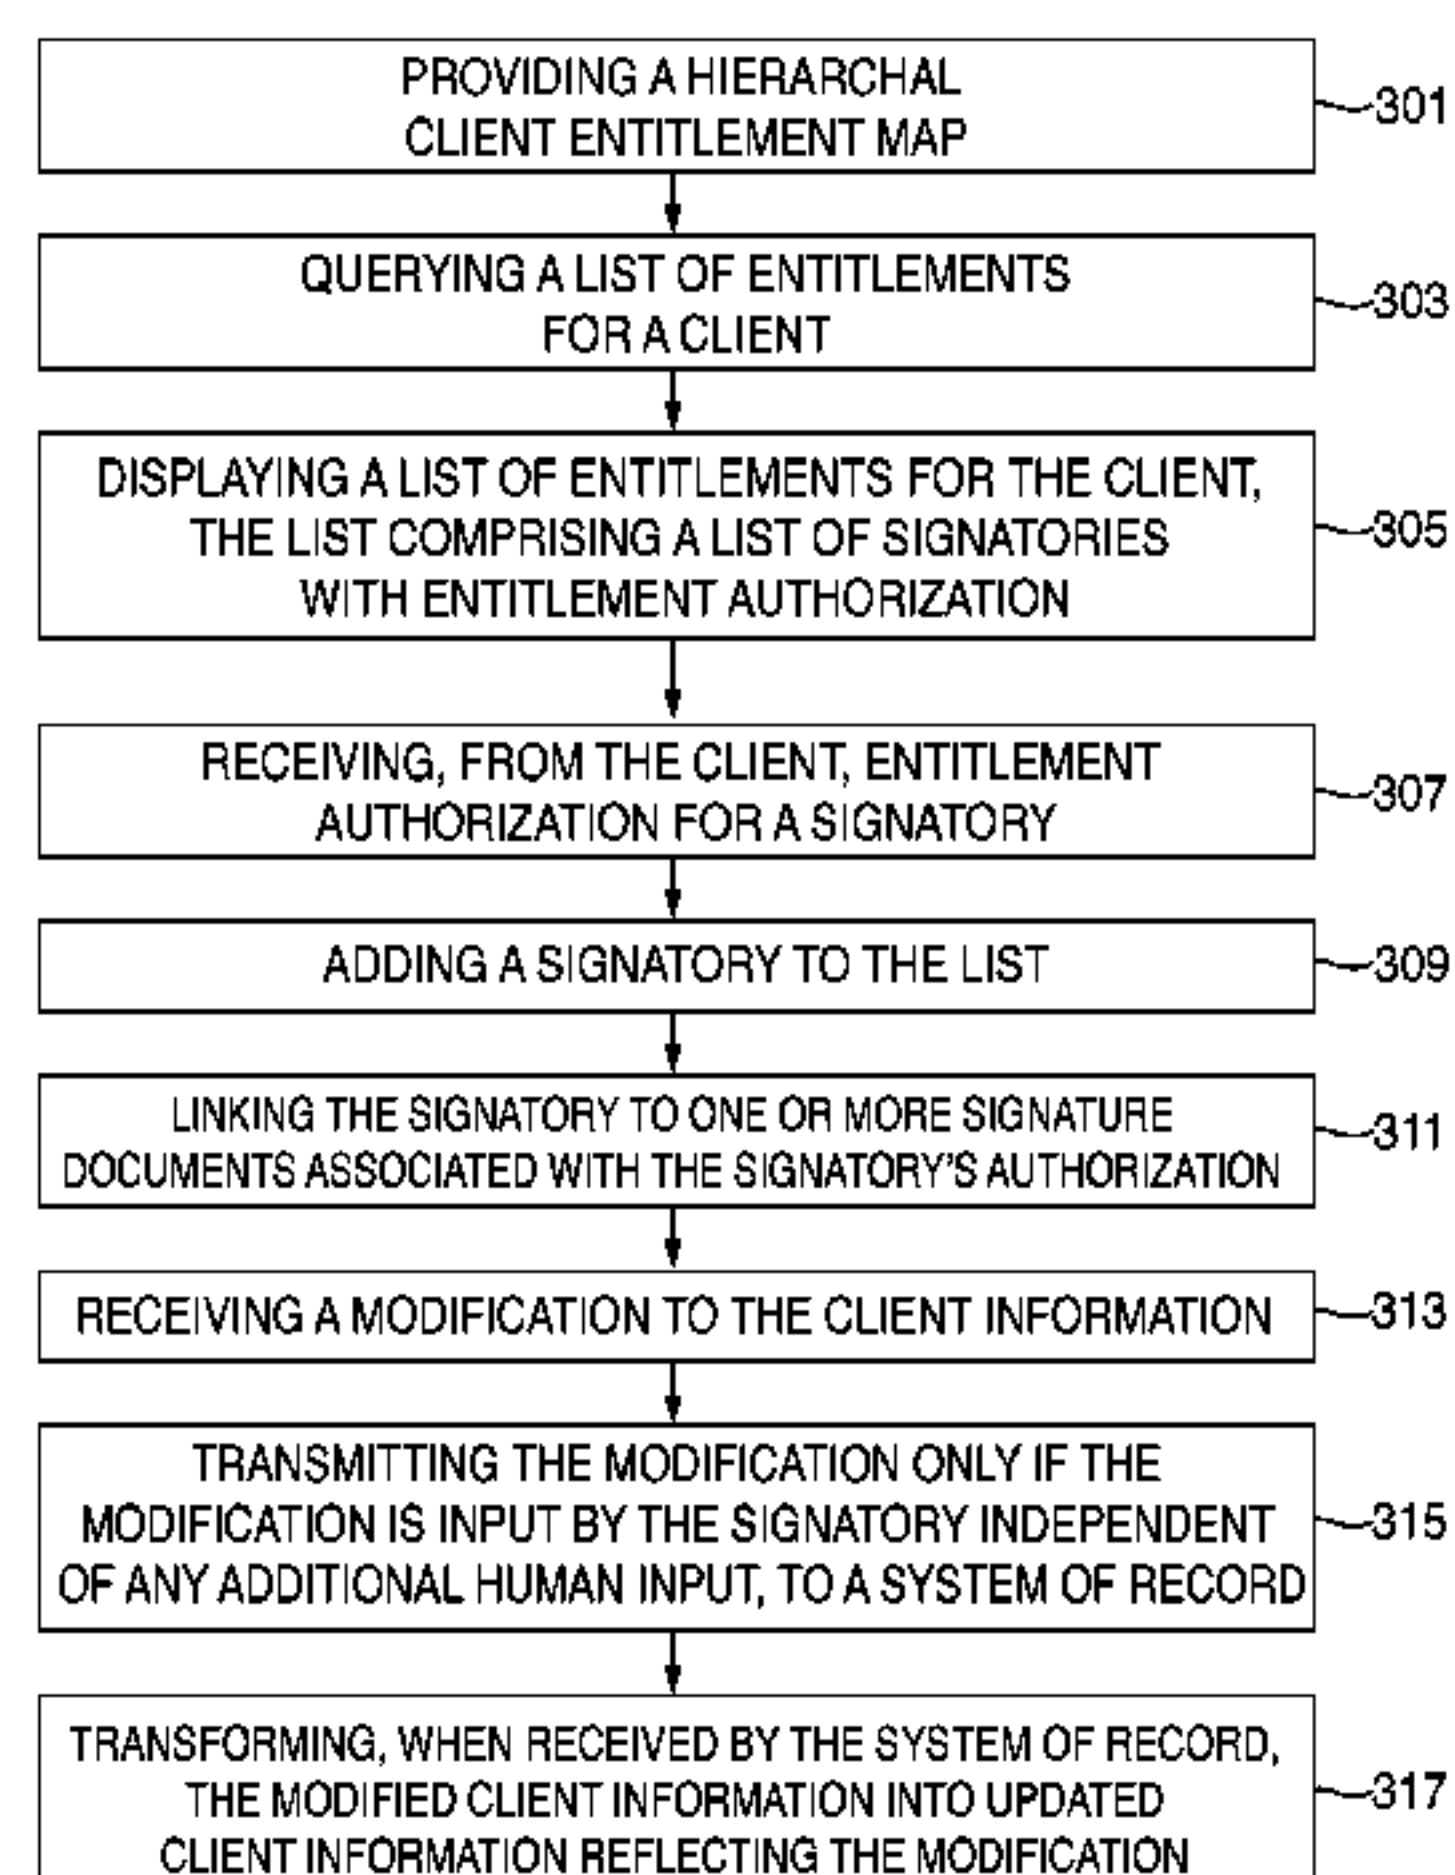 PROVIDING A HIERARCHAL
CLIENT ENTITLEMENT MAP
301
QUERYING A LIST OF ENTITLEMENTS
FOR A CLIENT
303
DISPLAYING A LIST OF ENTITLEMENTS FOR THE CLIENT,
THE LIST COMPRISING A LIST OF SIGNATORIES
WITH ENTITLEMENT AUTHORIZATION
305
RECEIVING, FROM THE CLIENT, ENTITLEMENT
AUTHORIZATION FOR A SIGNATORY
307
ADDING A SIGNATORY TO THE LIST
309
LINKING THE SIGNATORY TO ONE OR MORE SIGNATURE
DOCUMENTS ASSOCIATED WITH THE SIGNATORY'S AUTHORIZATION
311
RECEIVING A MODIFICATION TO THE CLIENT INFORMATION
313
TRANSMITTING THE MODIFICATION ONLY IF THE
MODIFICATION IS INPUT BY THE SIGNATORY INDEPENDENT
OF ANY ADDITIONAL HUMAN INPUT, TO A SYSTEM OF RECORD
315
TRANSFORMING, WHEN RECEIVED BY THE SYSTEM OF RECORD,
THE MODIFIED CLIENT INFORMATION INTO UPDATED
CLIENT INFORMATION REFLECTING THE MODIFICATION
317